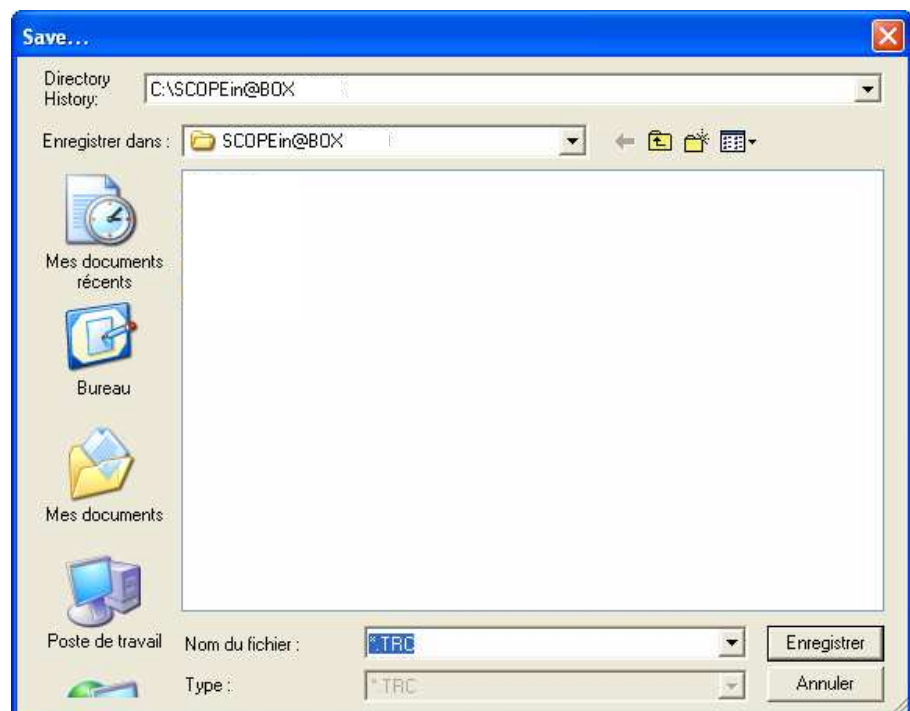 Save...
Directory
History:
C:\SCOPEin@BOX
Enregistrer dans :
SCOPEin@BOX
Mes documents
récents
Bureau
Mes documents
Poste de travail
Nom du fichier :
*.TRC
Enregistrer
Type :
*.TRC
Annuler